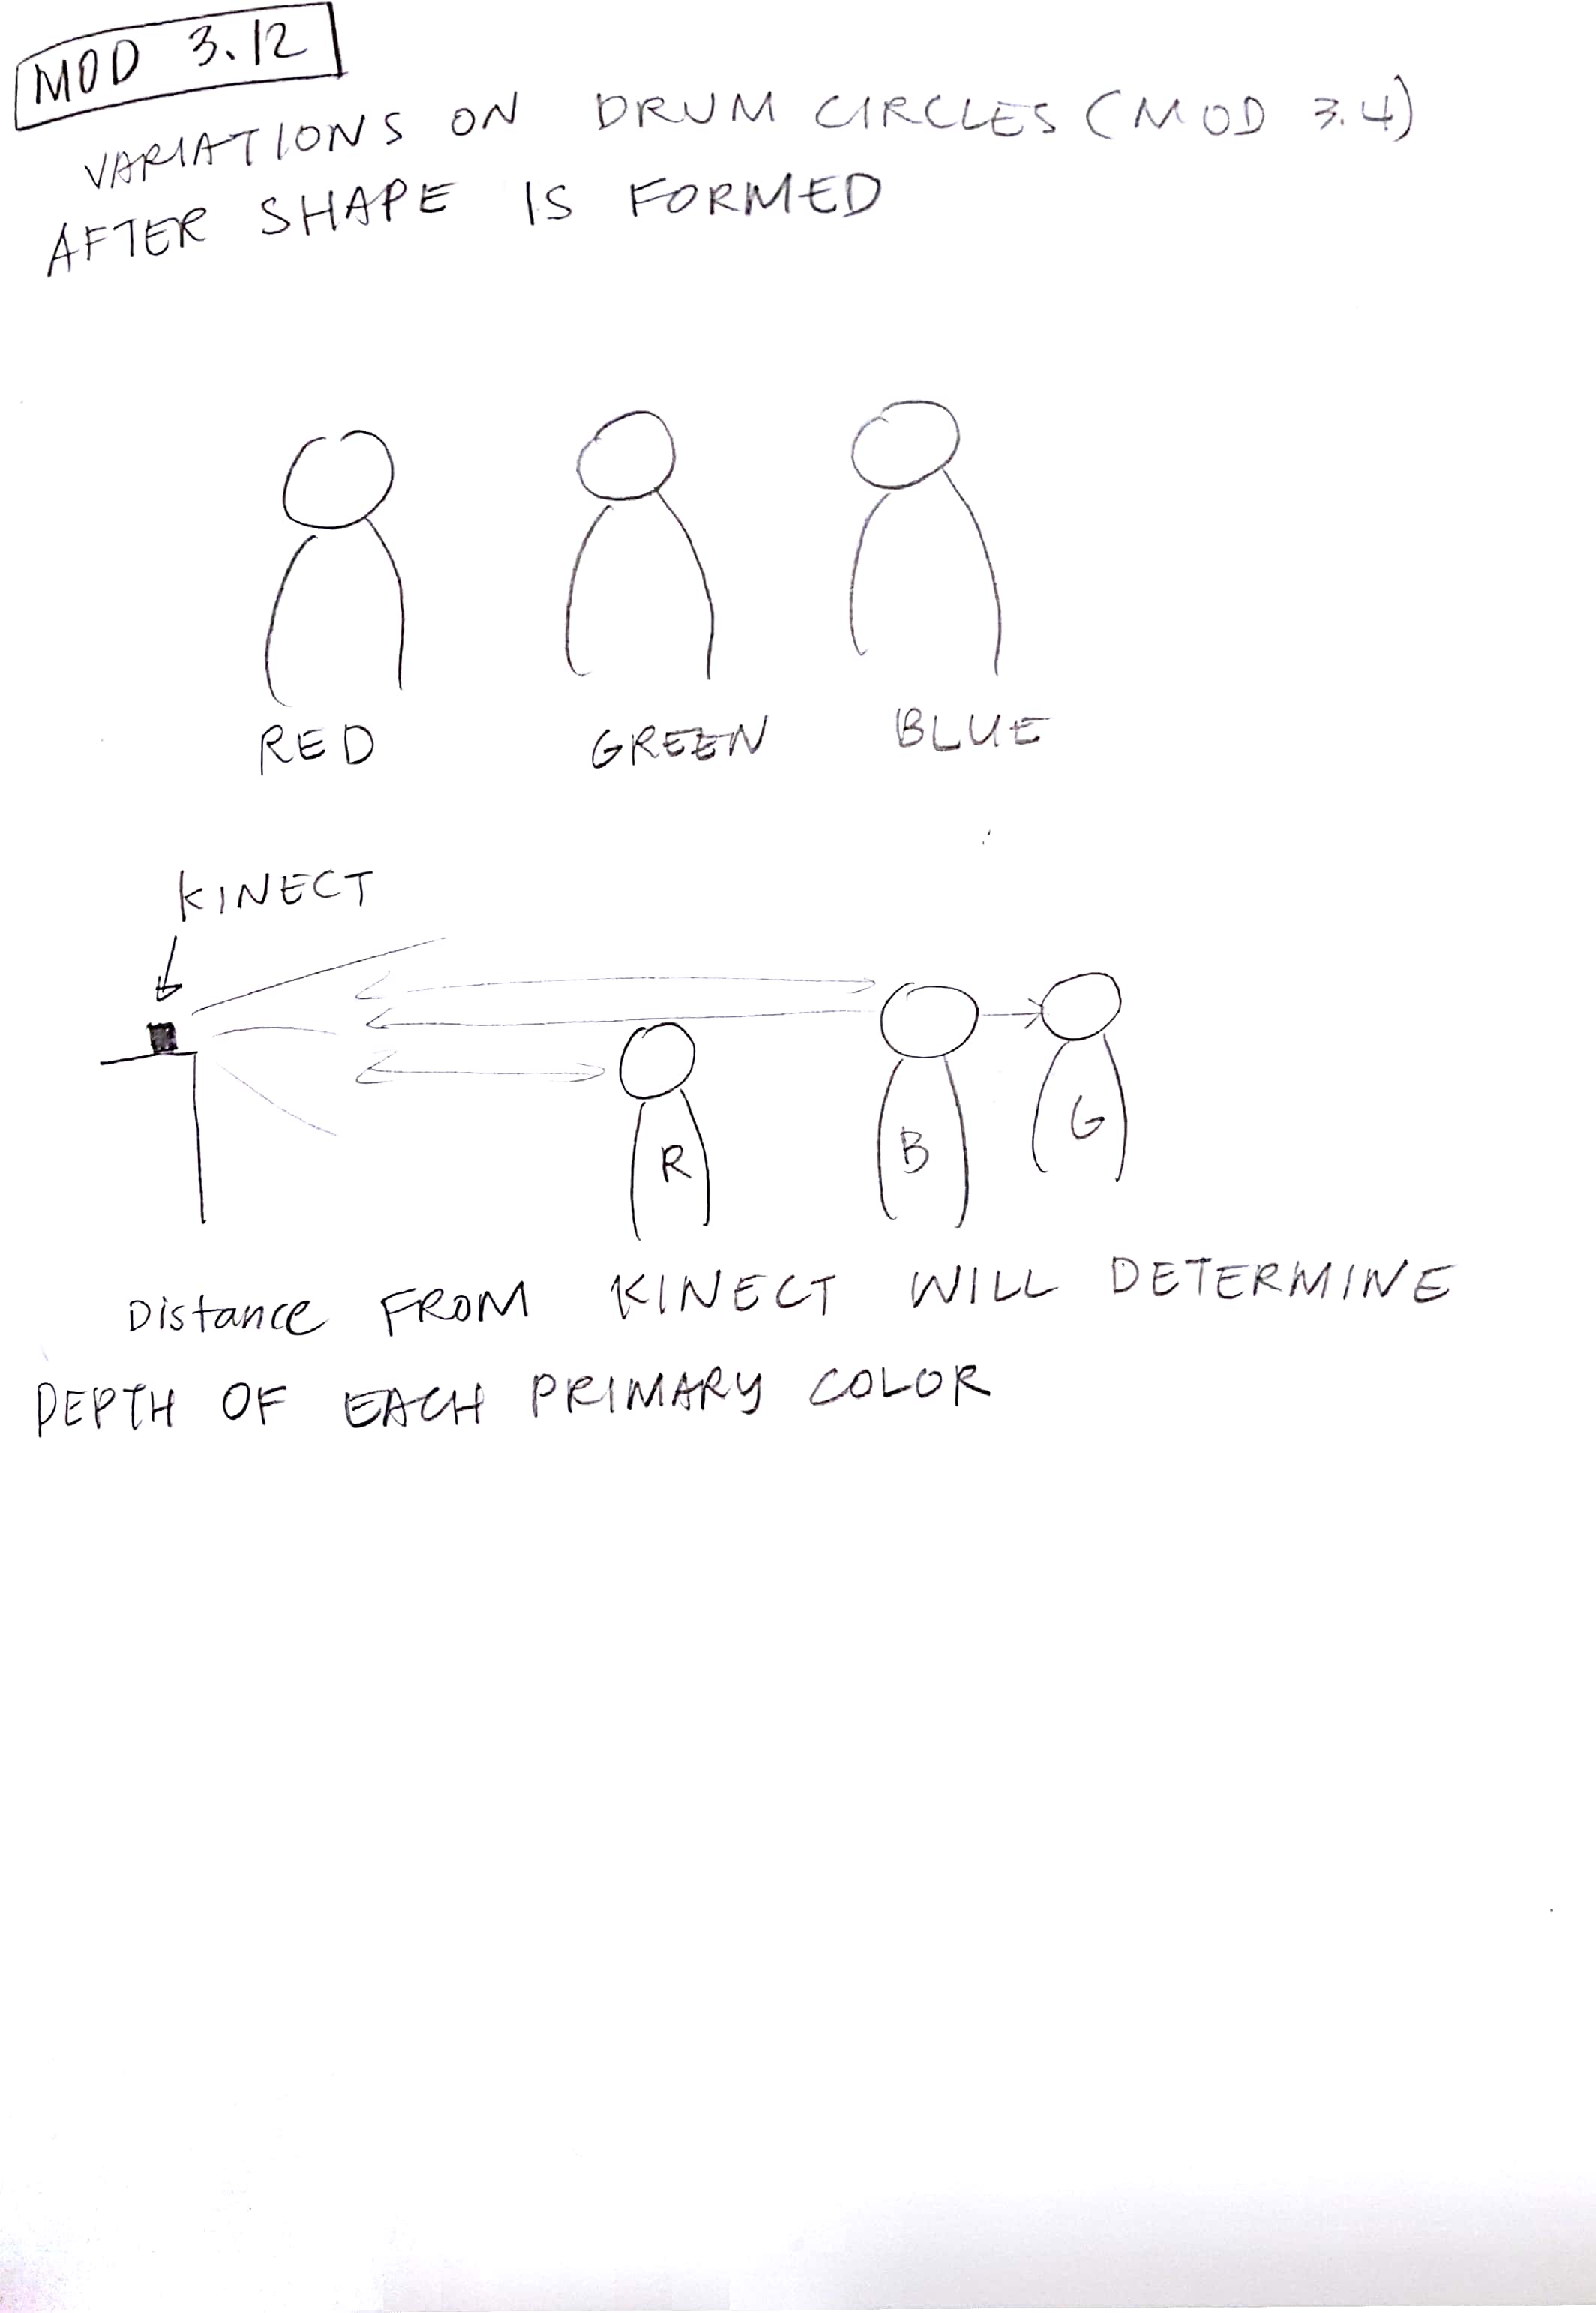 MOD 3.12
VARIATIONS ON DRUM CIRCLES (MOD 3.4)
AFTER SHAPE IS FORMED
RED GREEN BLUE
KINECT
R B G
Distance FROM KINECT WILL DETERMINE
DEPTH OF EACH PRIMARY COLOR